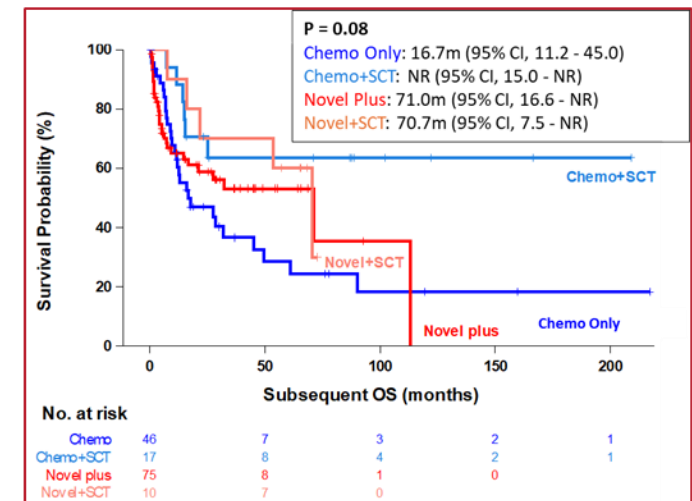 P = 0.08
Chemo Only: 16.7m (95% CI, 11.2 - 45.0)
Chemo+SCT: NR (95% CI, 15.0 - NR)
Novel Plus: 71.0m (95% CI, 16.6 - NR)
Novel+SCT: 70.7m (95% CI, 7.5 - NR)
Survival Probability (%)
100
80
60
40
20
0
Chemo+SCT
Novel+SCT
Novel plus
Chemo Only
0 50 100 150 200
Subsequent OS (months)
No. at risk
Chemo 46 7 3 2 1
Chemo+SCT 17 8 4 2 1
Novel plus 75 8 1 0
Novel+SCT 10 7 0